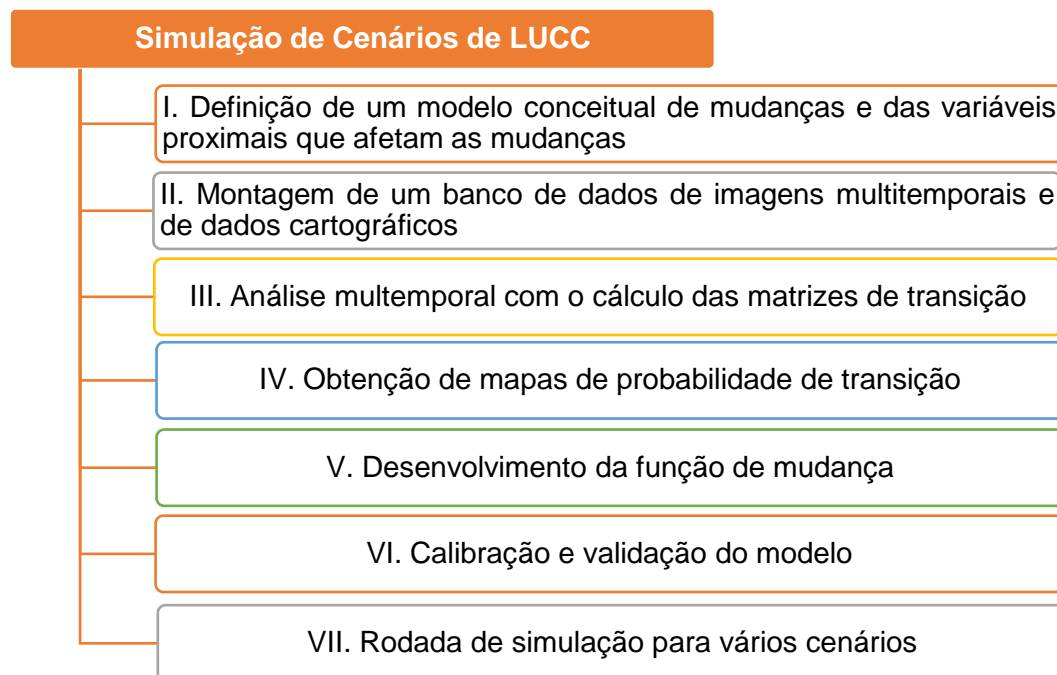 Simulação de Cenários de LUCC
I. Definição de um modelo conceitual de mudanças e das variáveis
proximais que afetam as mudanças
II. Montagem de um banco de dados de imagens multitemporais e
de dados cartográficos
III. Análise multemporal com o cálculo das matrizes de transição
IV. Obtenção de mapas de probabilidade de transição
V. Desenvolvimento da função de mudança
VI. Calibração e validação do modelo
VII. Rodada de simulação para vários cenários